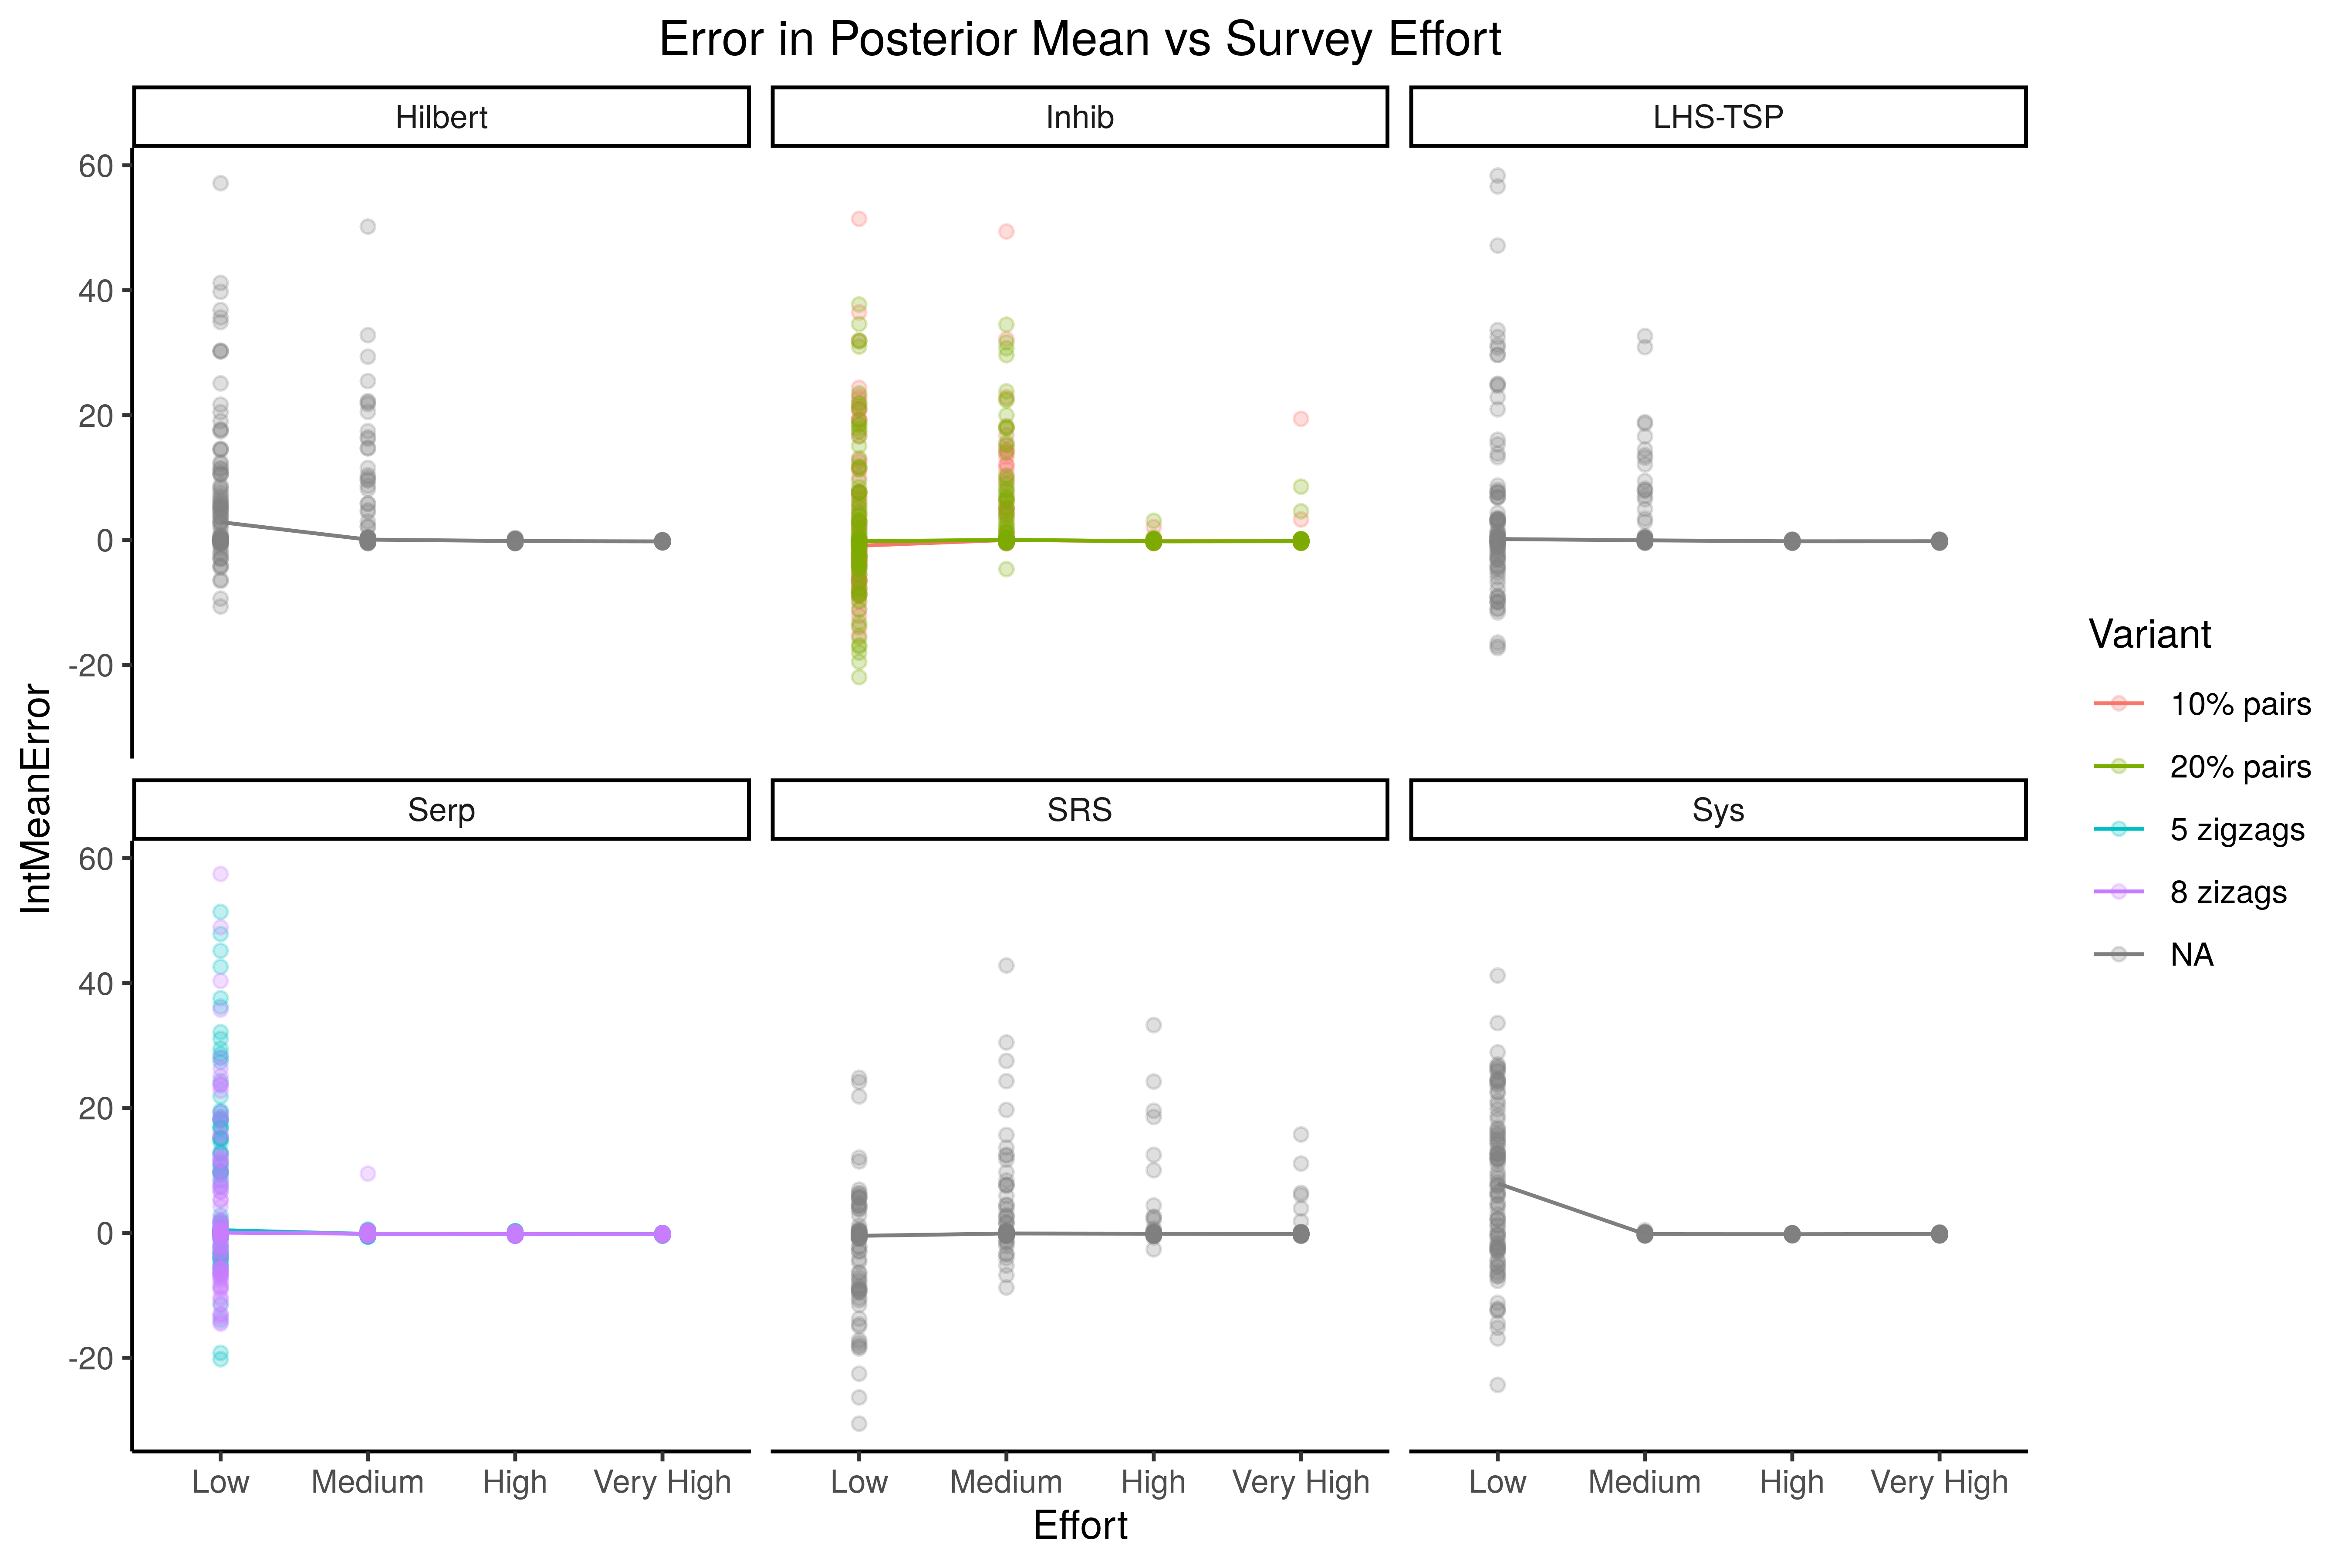 Error in Posterior Mean vs Survey Effort
Hilbert
Inhib
LHS-TSP
60
40
20
0
-20
Serp
SRS
Sys
60
40
20
0
-20
Low
Medium
High
Very High
Low
Medium
High
Very High
Low
Medium
High
Very High
Effort
IntMeanError
Variant
10% pairs
20% pairs
5 zigzags
8 zizags
NA